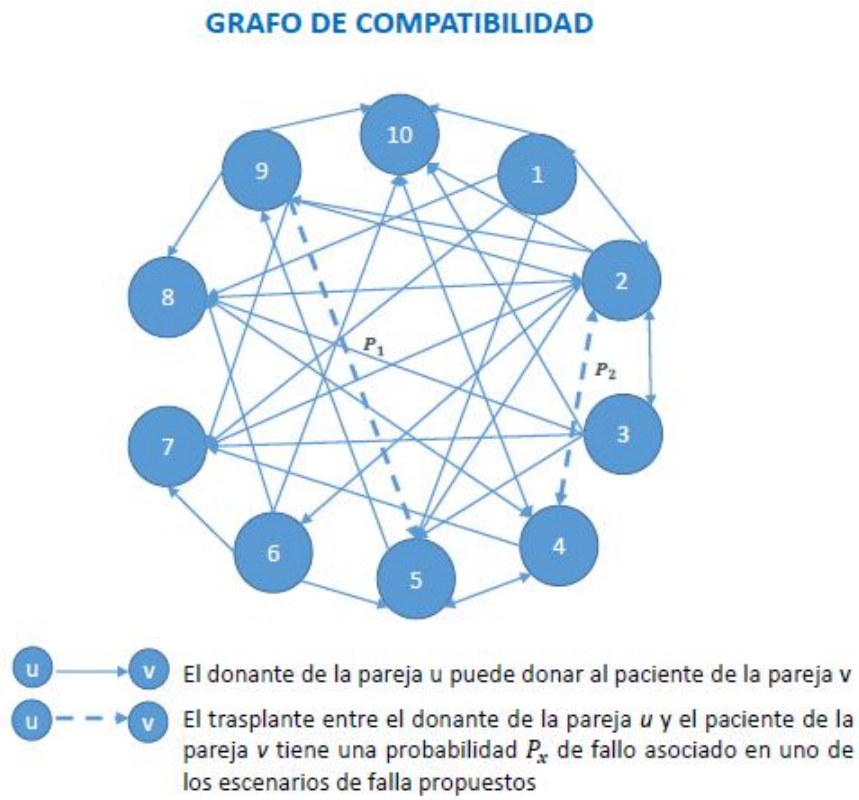 GRAFO DE COMPATIBILIDAD
10
9
1
8
2
P₁
P₂
7
3
6
5
4
u
v
El donante de la pareja u puede donar al paciente de la pareja v
u
v
El trasplante entre el donante de la pareja u y el paciente de la
pareja v tiene una probabilidad Pₓ de fallo asociado en uno de
los escenarios de falla propuestos